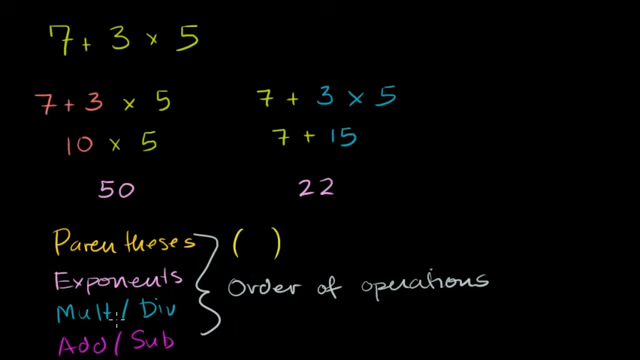 7 + 3 × 5
7 + 3 × 5
10 × 5
50
7 + 3 × 5
7 + 15
22
Parentheses ( )
Exponents
Mult/Div
Add/Sub
Order of operations